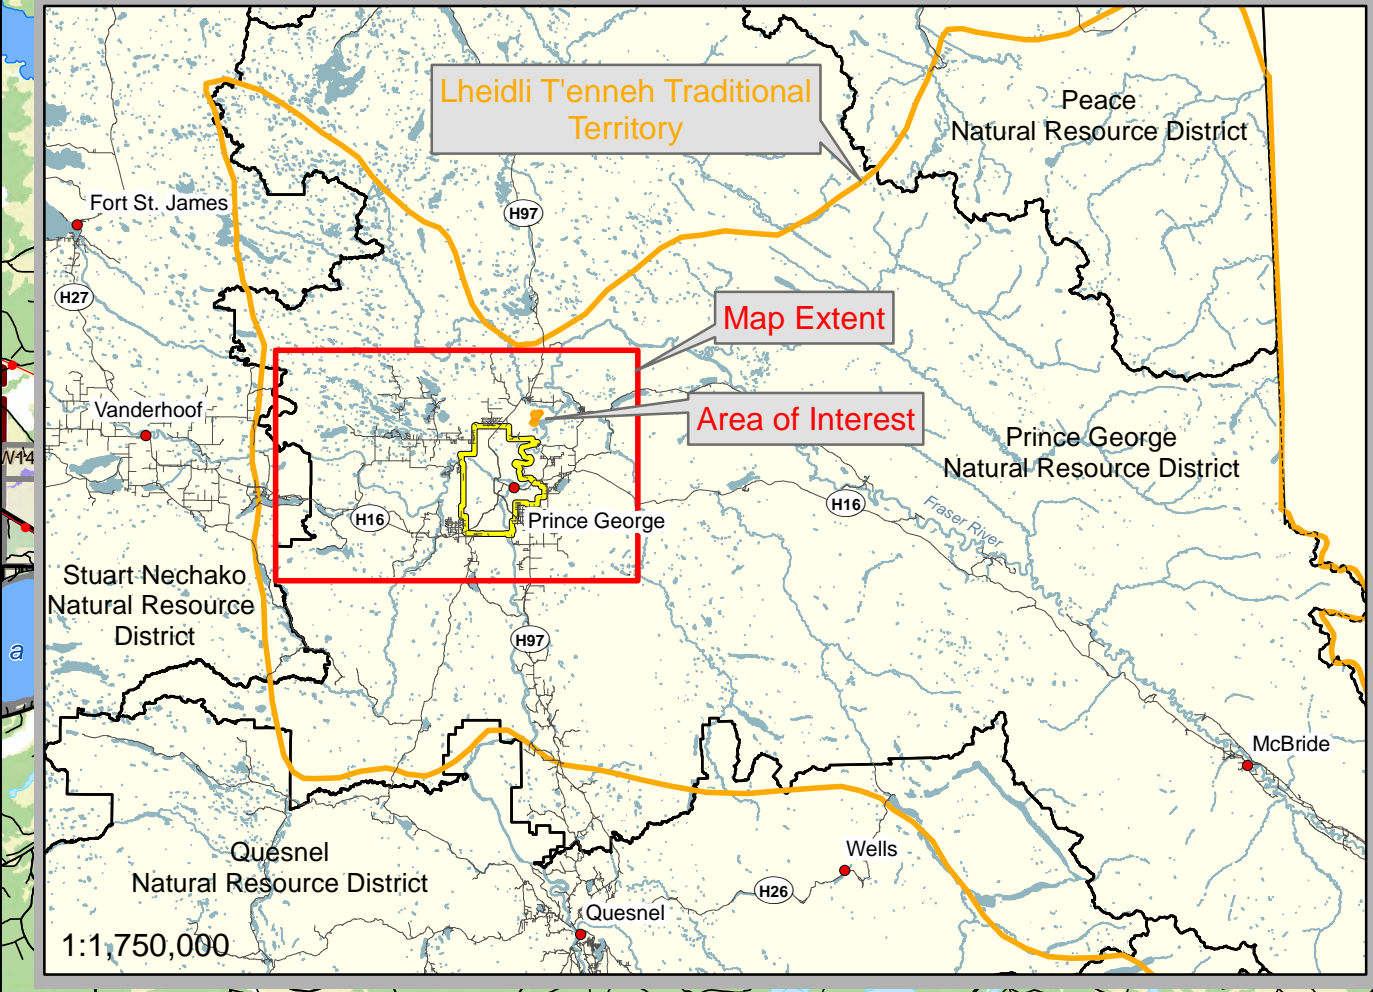 Lheidli T'enneh Traditional
Territory
Peace
Natural Resource District
Fort St. James
H97
H27
Map Extent
Vanderhoof
Area of Interest
Prince George
Natural Resource District
H16
H16
Prince George
Fraser River
Stuart Nechako
Natural Resource
District
H97
a
McBride
Quesnel
Natural Resource District
Wells
H26
Quesnel
1:1,750,000